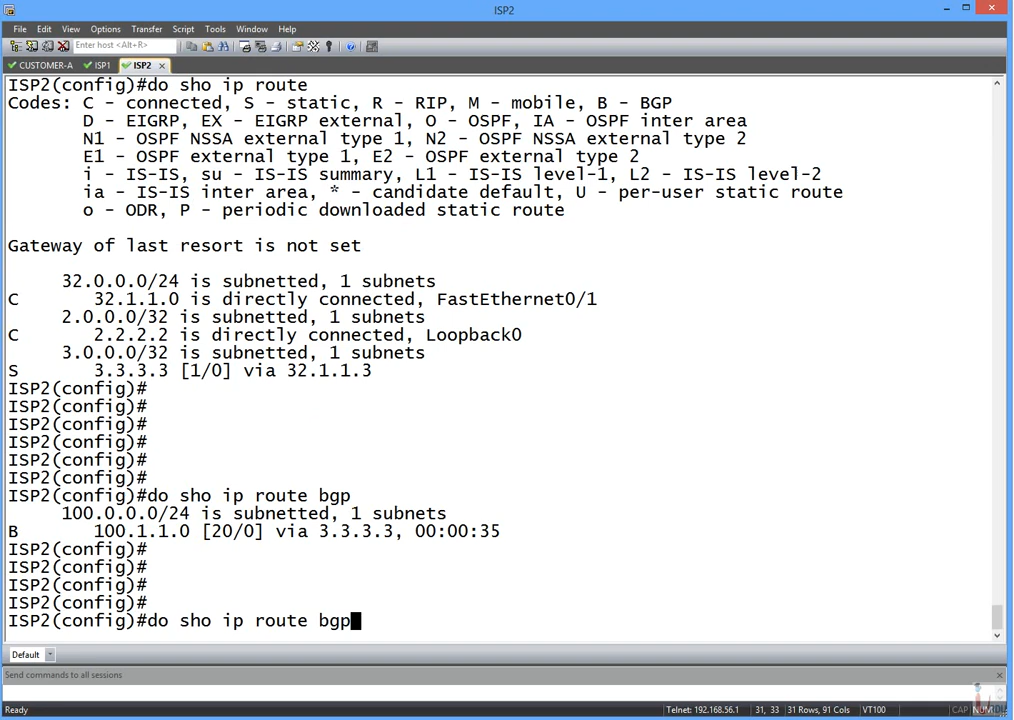 ISP2
File Edit View Options Transfer Script Tools Window Help
Enter host <Alt+R>
CUSTOMER-A ISP1 ISP2
ISP2(config)#do sho ip route
Codes: C - connected, S - static, R - RIP, M - mobile, B - BGP
D - EIGRP, EX - EIGRP external, O - OSPF, IA - OSPF inter area
N1 - OSPF NSSA external type 1, N2 - OSPF NSSA external type 2
E1 - OSPF external type 1, E2 - OSPF external type 2
i - IS-IS, su - IS-IS summary, L1 - IS-IS level-1, L2 - IS-IS level-2
ia - IS-IS inter area, * - candidate default, U - per-user static route
o - ODR, P - periodic downloaded static route
Gateway of last resort is not set
32.0.0.0/24 is subnetted, 1 subnets
C 32.1.1.0 is directly connected, FastEthernet0/1
2.0.0.0/32 is subnetted, 1 subnets
C 2.2.2.2 is directly connected, Loopback0
3.0.0.0/32 is subnetted, 1 subnets
S 3.3.3.3 [1/0] via 32.1.1.3
ISP2(config)#
ISP2(config)#
ISP2(config)#
ISP2(config)#
ISP2(config)#
ISP2(config)#
ISP2(config)#do sho ip route bgp
100.0.0.0/24 is subnetted, 1 subnets
B 100.1.1.0 [20/0] via 3.3.3.3, 00:00:35
ISP2(config)#
ISP2(config)#
ISP2(config)#
ISP2(config)#
ISP2(config)#do sho ip route bgp
Default
Send commands to all sessions
Ready Telnet: 192.168.56.1 31, 33 31 Rows, 91 Cols VT100 CAP NUM